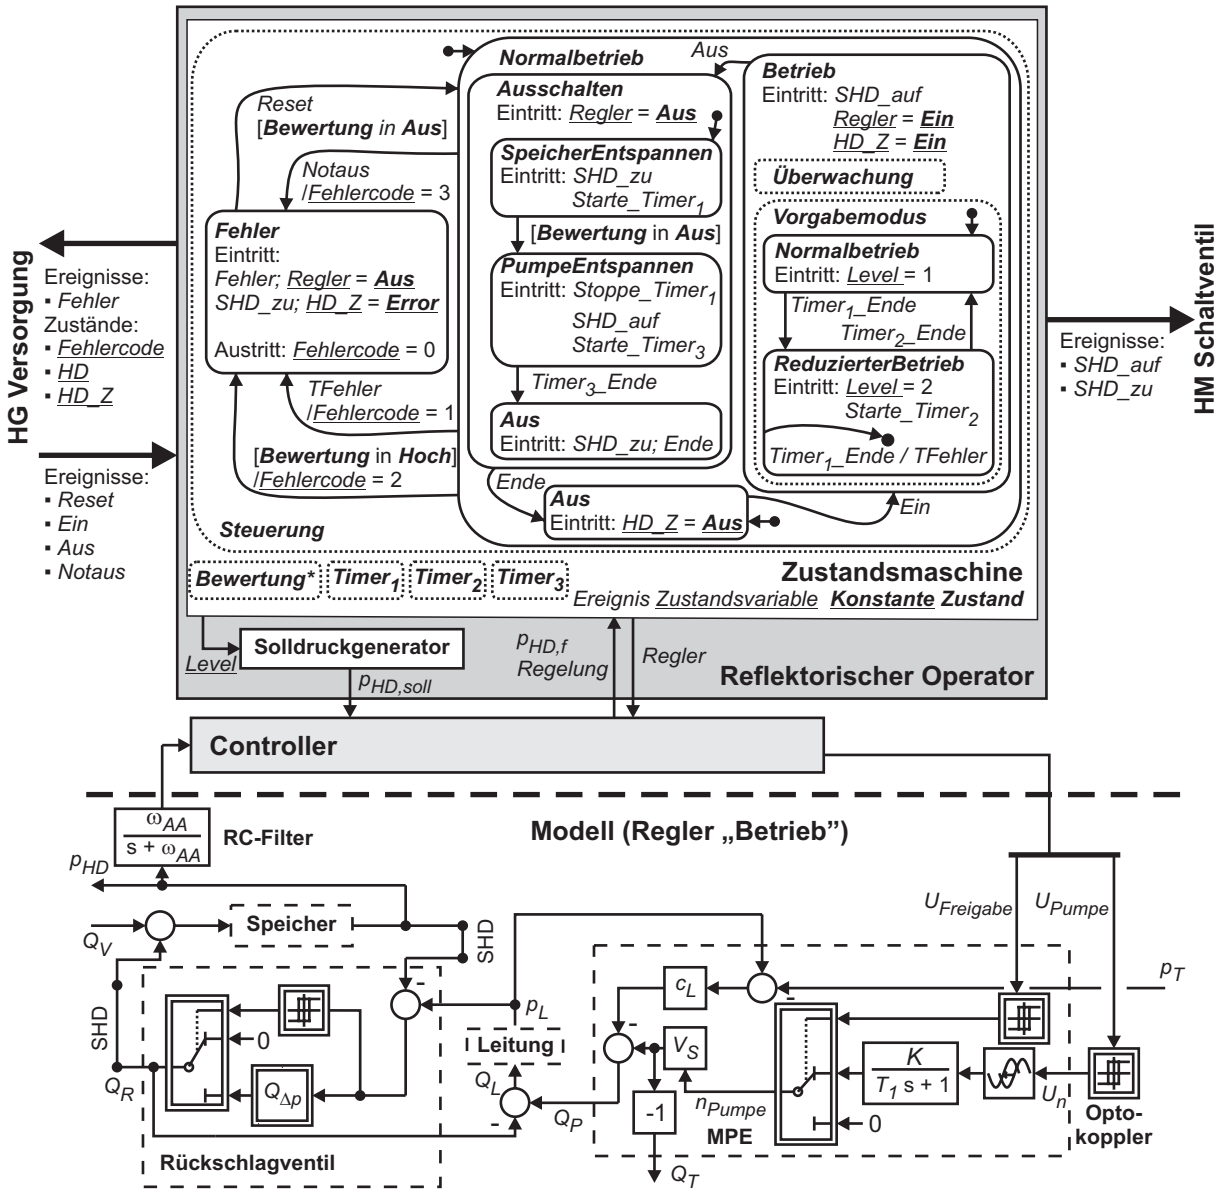 Normalbetrieb
Aus
Ausschalten
Eintritt: Regler = Aus
SpeicherEntspannen
Eintritt: SHD_zu
Starte_Timer1
[Bewertung in Aus]
PumpeEntspannen
Eintritt: Stoppe_Timer1
SHD_auf
Starte_Timer3
Timer3_Ende
Aus
Eintritt: SHD_zu; Ende
Ende
Aus
Eintritt: HD_Z = Aus
Ein
Betrieb
Eintritt: SHD_auf
Regler = Ein
HD_Z = Ein
Überwachung
Vorgabemodus
Normalbetrieb
Eintritt: Level = 1
Timer1_Ende
Timer2_Ende
ReduzierterBetrieb
Eintritt: Level = 2
Starte_Timer2
Timer1_Ende / TFehler
Reset
[Bewertung in Aus]
Notaus
/Fehlercode = 3
Fehler
Eintritt:
Fehler; Regler = Aus
SHD_zu; HD_Z = Error
Austritt: Fehlercode = 0
TFehler
/Fehlercode = 1
[Bewertung in Hoch]
/Fehlercode = 2
Steuerung
Bewertung*
Timer1
Timer2
Timer3
Zustandsmaschine
Ereignis Zustandsvariable Konstante Zustand
HG Versorgung
Ereignisse:
▪ Fehler
Zustände:
▪ Fehlercode
▪ HD
▪ HD_Z
Ereignisse:
▪ Reset
▪ Ein
▪ Aus
▪ Notaus
HM Schaltventil
Ereignisse:
▪ SHD_auf
▪ SHD_zu
Level
Solldruckgenerator
pHD,soll
pHD,f
Regelung
Regler
Reflektorischer Operator
Controller
Modell (Regler „Betrieb”)
ωAA
s + ωAA
RC-Filter
pHD
QV
Speicher
SHD
SHD
QR
0
QΔp
Rückschlagventil
-
pL
Leitung
QL
-
QP
cL
-
-
VS
-1
QT
nPumpe
MPE
K
T1 s + 1
0
UFreigabe
UPumpe
pT
Un
Opto-
koppler